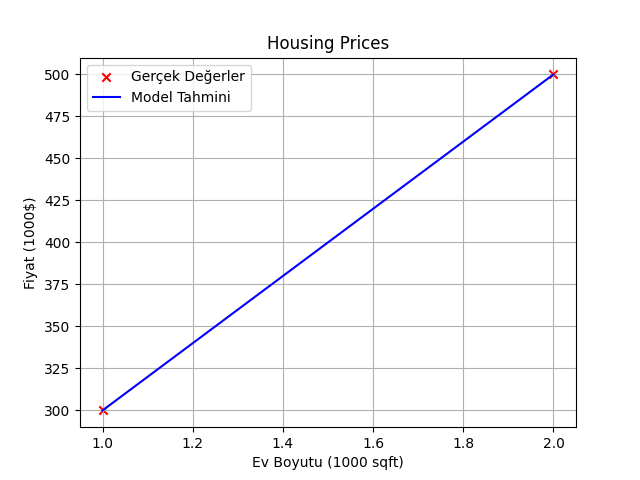 Housing Prices
Gerçek Değerler
Model Tahmini
Fiyat (1000$)
500
475
450
425
400
375
350
325
300
1.0 1.2 1.4 1.6 1.8 2.0
Ev Boyutu (1000 sqft)